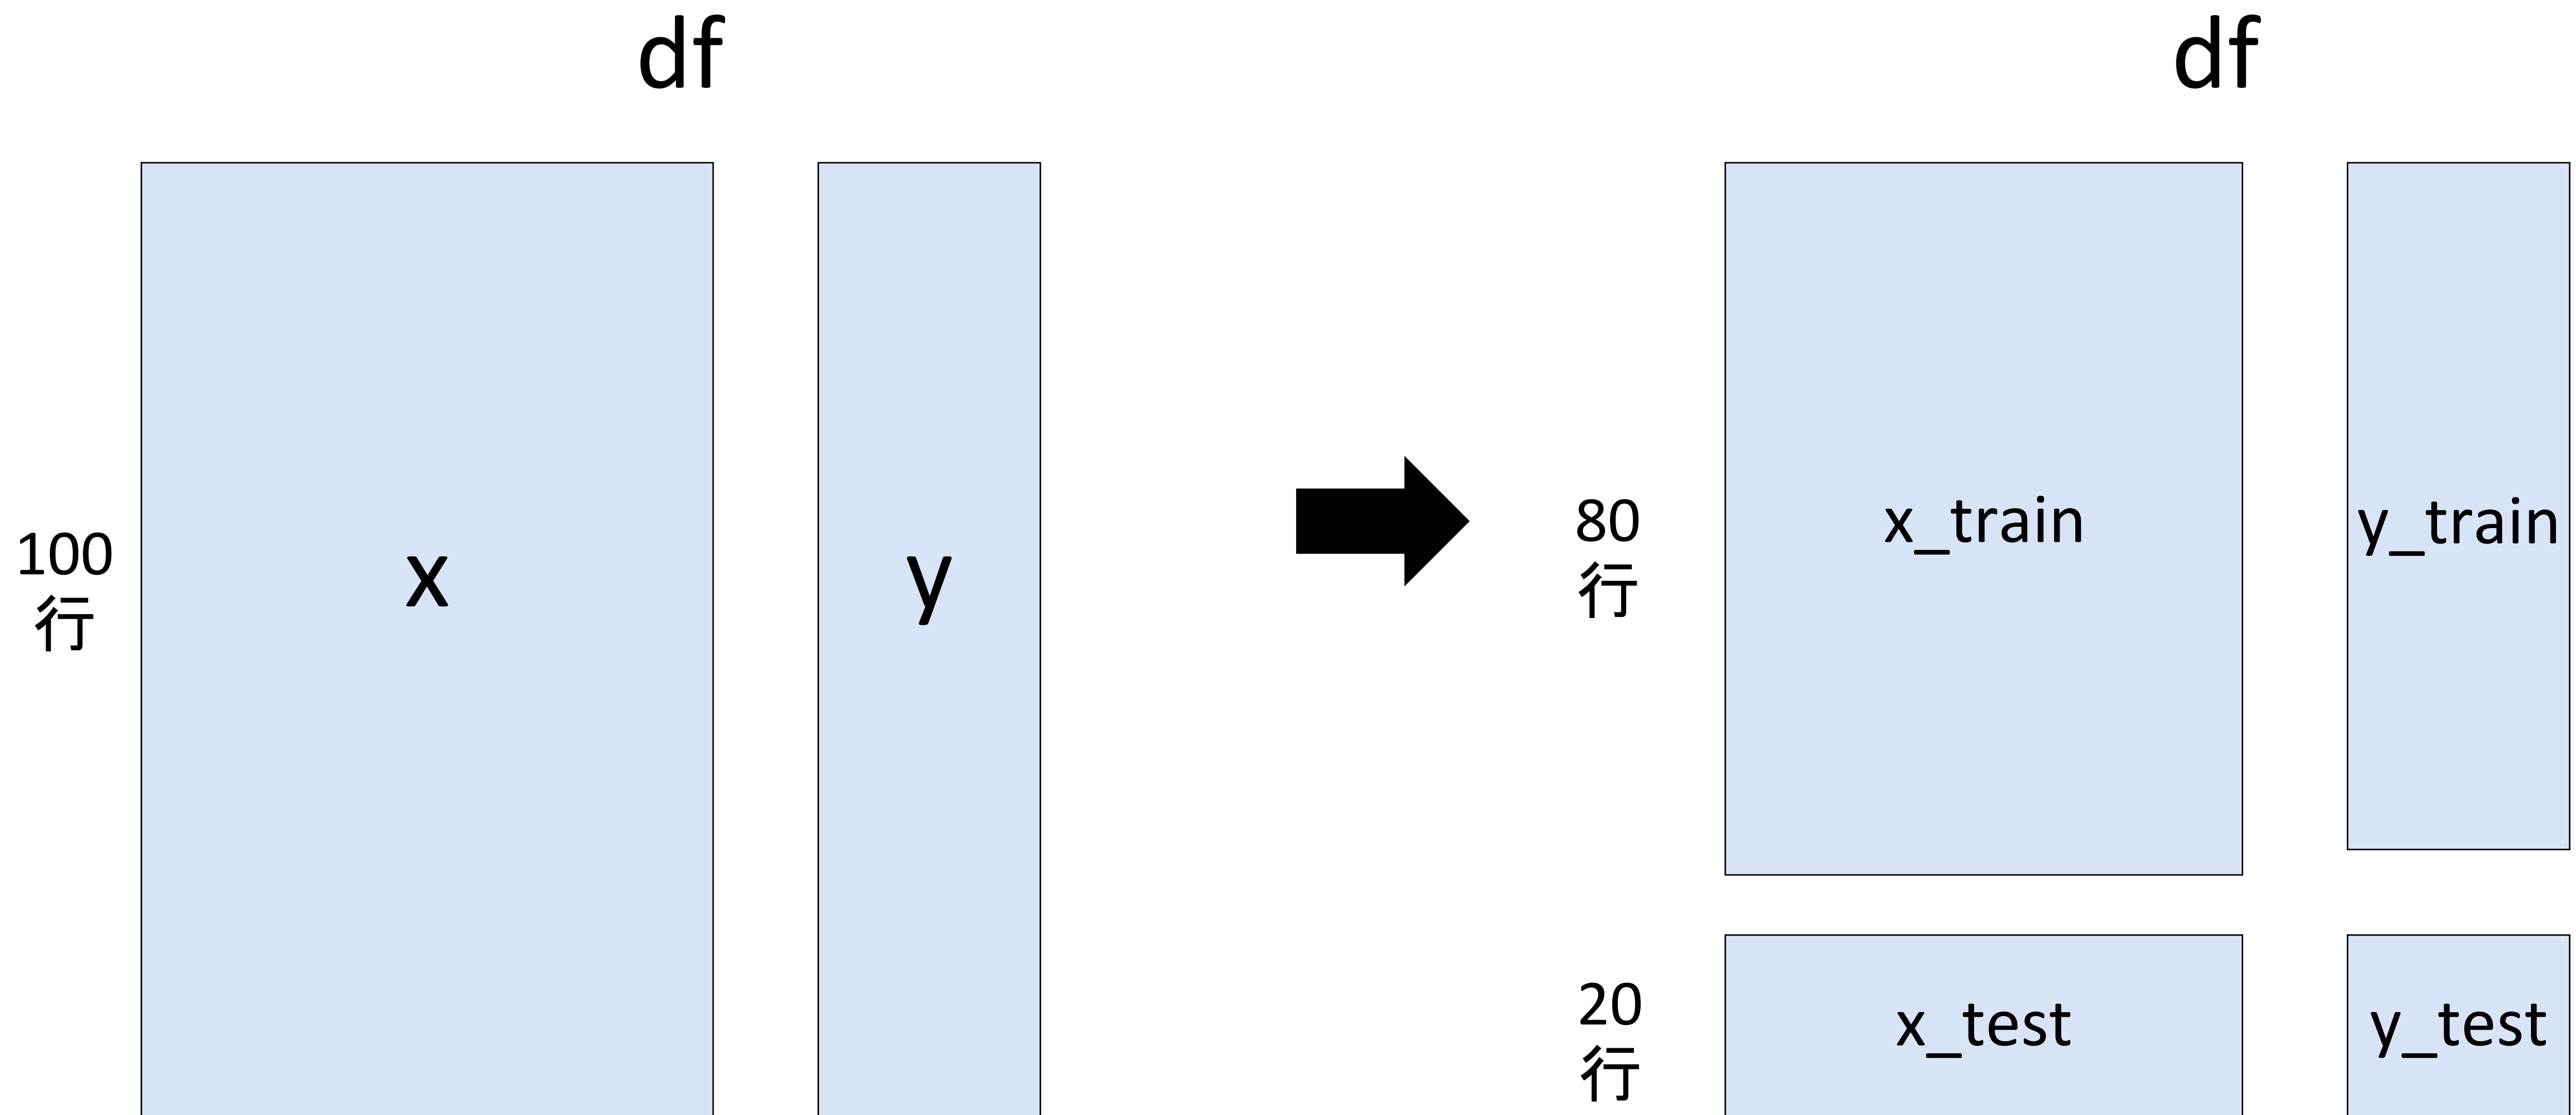 df
100
行
x
y
df
80
行
x_train
y_train
20
行
x_test
y_test